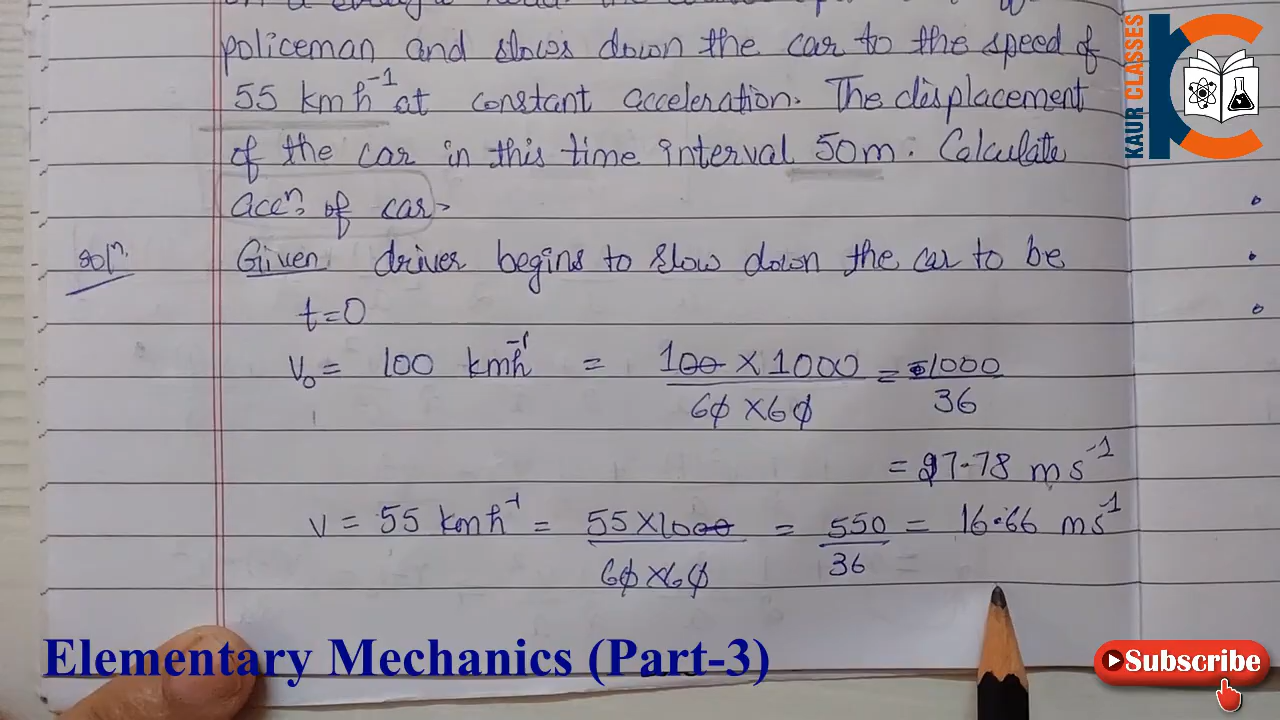 policeman and slows down the car to the speed of
55 kmh⁻¹ at constant acceleration. The displacement
of the car in this time interval 50m. Calculate
accⁿ. of car.
solⁿ. Given driver begins to slow down the car to be
t=0
V₀ = 100 kmh⁻¹ = 100 × 1000 / 60 × 60 = 1000 / 36
= 27.78 m s⁻¹
v = 55 kmh⁻¹ = 55 × 1000 / 60 × 60 = 550 / 36 = 16.66 ms⁻¹
Elementary Mechanics (Part-3)
KAUR CLASSES
Subscribe